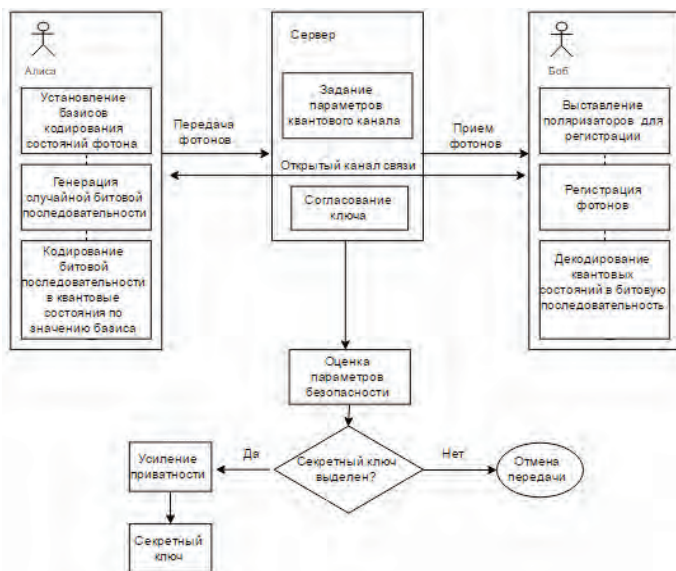 Алиса
Установление
базисов
кодирования
состояний фотона
Генерация
случайной битовой
последовательности
Кодирование
битовой
последовательности
в квантовые
состояния по
значению базиса
Передача
фотонов
Сервер
Задание
параметров
квантового канала
Открытый канал связи
Согласование
ключа
Прием
фотонов
Боб
Выставление
поляризаторов для
регистрации
Регистрация
фотонов
Декодирование
квантовых
состояний в битовую
последовательность
Оценка
параметров
безопасности
Секретный ключ
выделен?
Да
Нет
Усиление
приватности
Отмена
передачи
Секретный
ключ